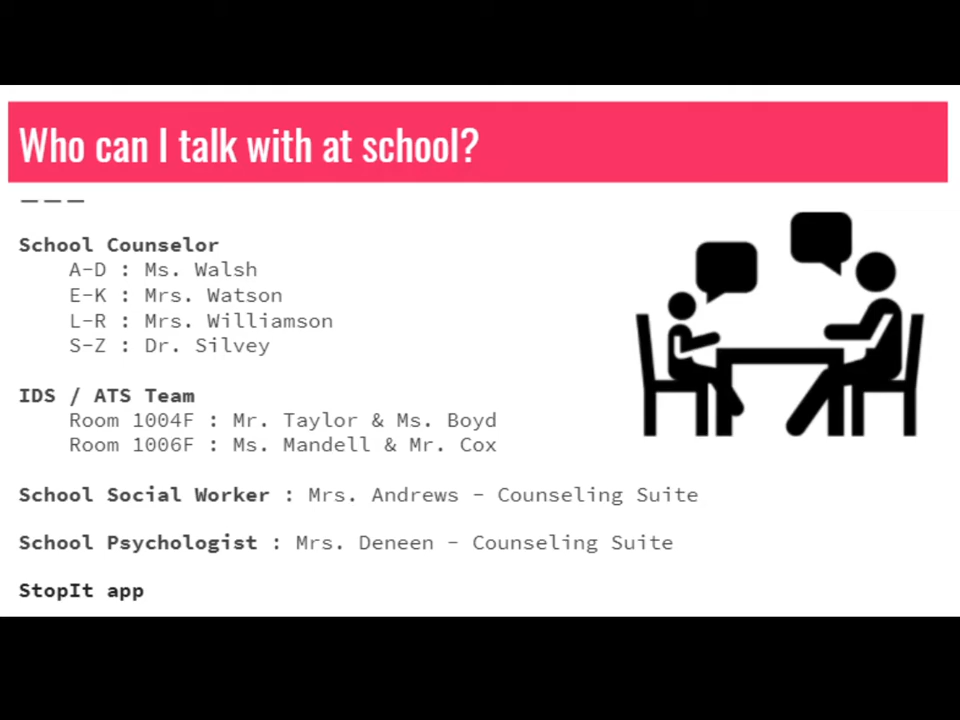 Who can I talk with at school?
School Counselor
A-D : Ms. Walsh
E-K : Mrs. Watson
L-R : Mrs. Williamson
S-Z : Dr. Silvey
IDS / ATS Team
Room 1004F : Mr. Taylor & Ms. Boyd
Room 1006F : Ms. Mandell & Mr. Cox
School Social Worker : Mrs. Andrews - Counseling Suite
School Psychologist : Mrs. Deneen - Counseling Suite
StopIt app